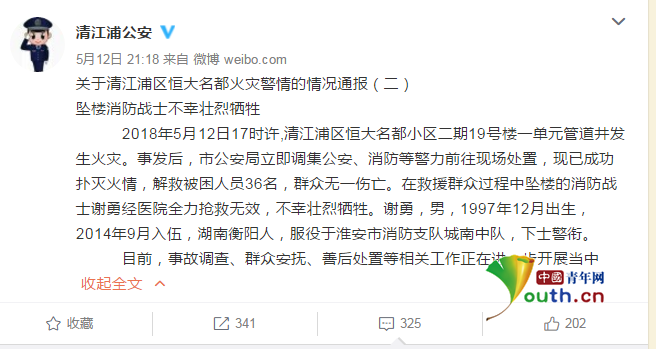 清江浦公安
5月12日 21:18 来自 微博 weibo.com
关于清江浦区恒大名都火灾警情的情况通报（二）
坠楼消防战士不幸壮烈牺牲
2018年5月12日17时许,清江浦区恒大名都小区二期19号楼一单元管道井发
生火灾。事发后，市公安局立即调集公安、消防等警力前往现场处置，现已成功
扑灭火情，解救被困人员36名，群众无一伤亡。在救援群众过程中坠楼的消防战
士谢勇经医院全力抢救无效，不幸壮烈牺牲。谢勇，男，1997年12月出生，
2014年9月入伍，湖南衡阳人，服役于淮安市消防支队城南中队，下士警衔。
目前，事故调查、群众安抚、善后处置等相关工作正在进一步开展当中
收起全文
中國青年网
Youth.cn
收藏
341
325
202